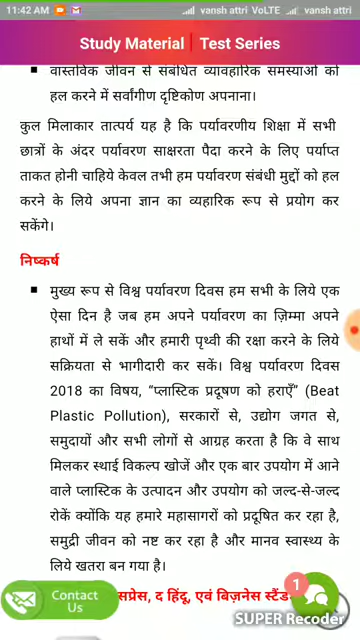 11:42 AM vansh attri VoLTE vansh attri
Study Material | Test Series
वास्तविक जीवन से संबंधित व्यावहारिक समस्याओं को
हल करने में सर्वांगीण दृष्टिकोण अपनाना।
कुल मिलाकार तात्पर्य यह है कि पर्यावरणीय शिक्षा में सभी
छात्रों के अंदर पर्यावरण साक्षरता पैदा करने के लिए पर्याप्त
ताकत होनी चाहिये केवल तभी हम पर्यावरण संबंधी मुद्दों को हल
करने के लिये अपना ज्ञान का व्यहारिक रूप से प्रयोग कर
सकेंगे।
निष्कर्ष
मुख्य रूप से विश्व पर्यावरण दिवस हम सभी के लिये एक
ऐसा दिन है जब हम अपने पर्यावरण का ज़िम्मा अपने
हाथों में ले सकें और हमारी पृथ्वी की रक्षा करने के लिये
सक्रियता से भागीदारी कर सकें। विश्व पर्यावरण दिवस
2018 का विषय, “प्लास्टिक प्रदूषण को हराएँ” (Beat
Plastic Pollution), सरकारों से, उद्योग जगत से,
समुदायों और सभी लोगों से आग्रह करता है कि वे साथ
मिलकर स्थाई विकल्प खोजें और एक बार उपयोग में आने
वाले प्लास्टिक के उत्पादन और उपयोग को जल्द-से-जल्द
रोकें क्योंकि यह हमारे महासागरों को प्रदूषित कर रहा है,
समुद्री जीवन को नष्ट कर रहा है और मानव स्वास्थ्य के
लिये खतरा बन गया है।
Contact Us
सप्रेस, द हिंदू, एवं बिज़नेस स्टैंड
1
SUPER Recorder